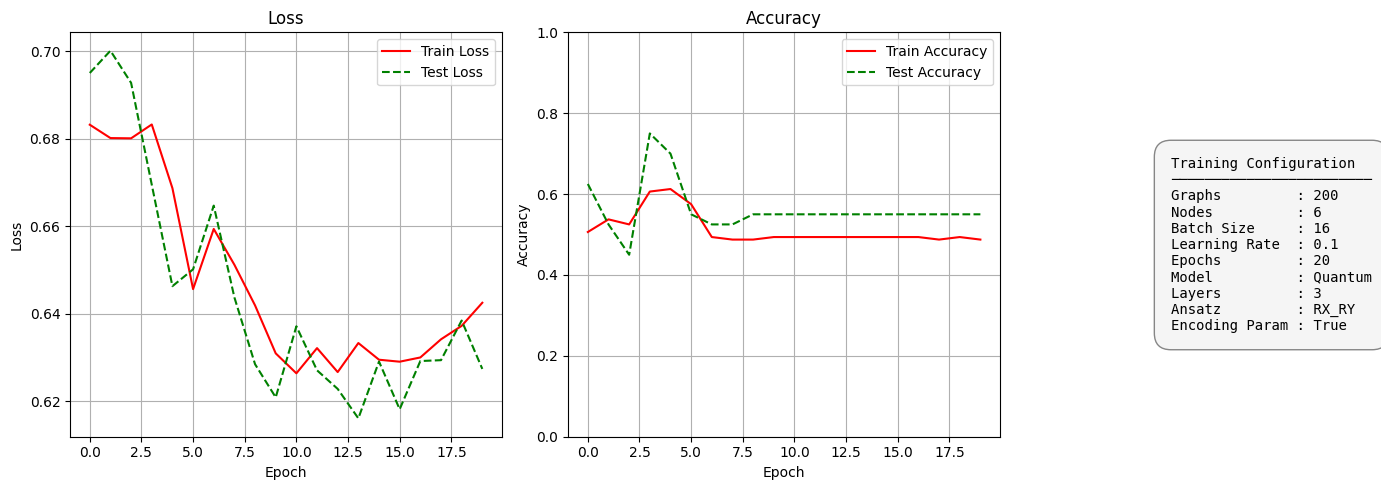 Loss
0.70
0.68
0.66
0.64
0.62
Loss
0.0 2.5 5.0 7.5 10.0 12.5 15.0 17.5
Epoch
Train Loss
Test Loss
Accuracy
1.0
0.8
0.6
0.4
0.2
0.0
Accuracy
0.0 2.5 5.0 7.5 10.0 12.5 15.0 17.5
Epoch
Train Accuracy
Test Accuracy
Training Configuration
Graphs : 200
Nodes : 6
Batch Size : 16
Learning Rate : 0.1
Epochs : 20
Model : Quantum
Layers : 3
Ansatz : RX_RY
Encoding Param : True